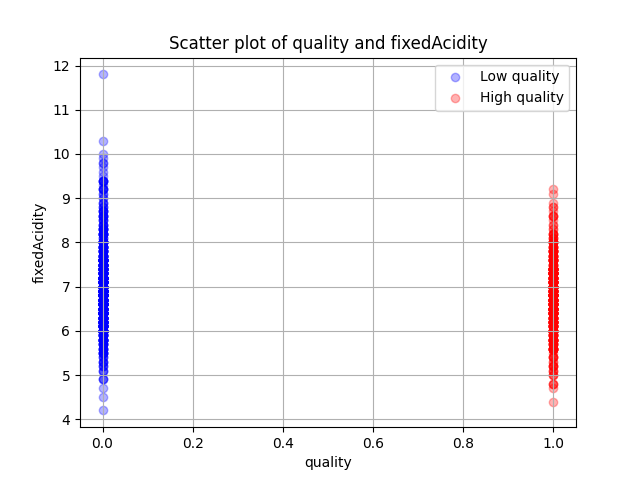 Scatter plot of quality and fixedAcidity
Low quality
High quality
12
11
10
9
8
7
6
5
4
fixedAcidity
0.0 0.2 0.4 0.6 0.8 1.0
quality